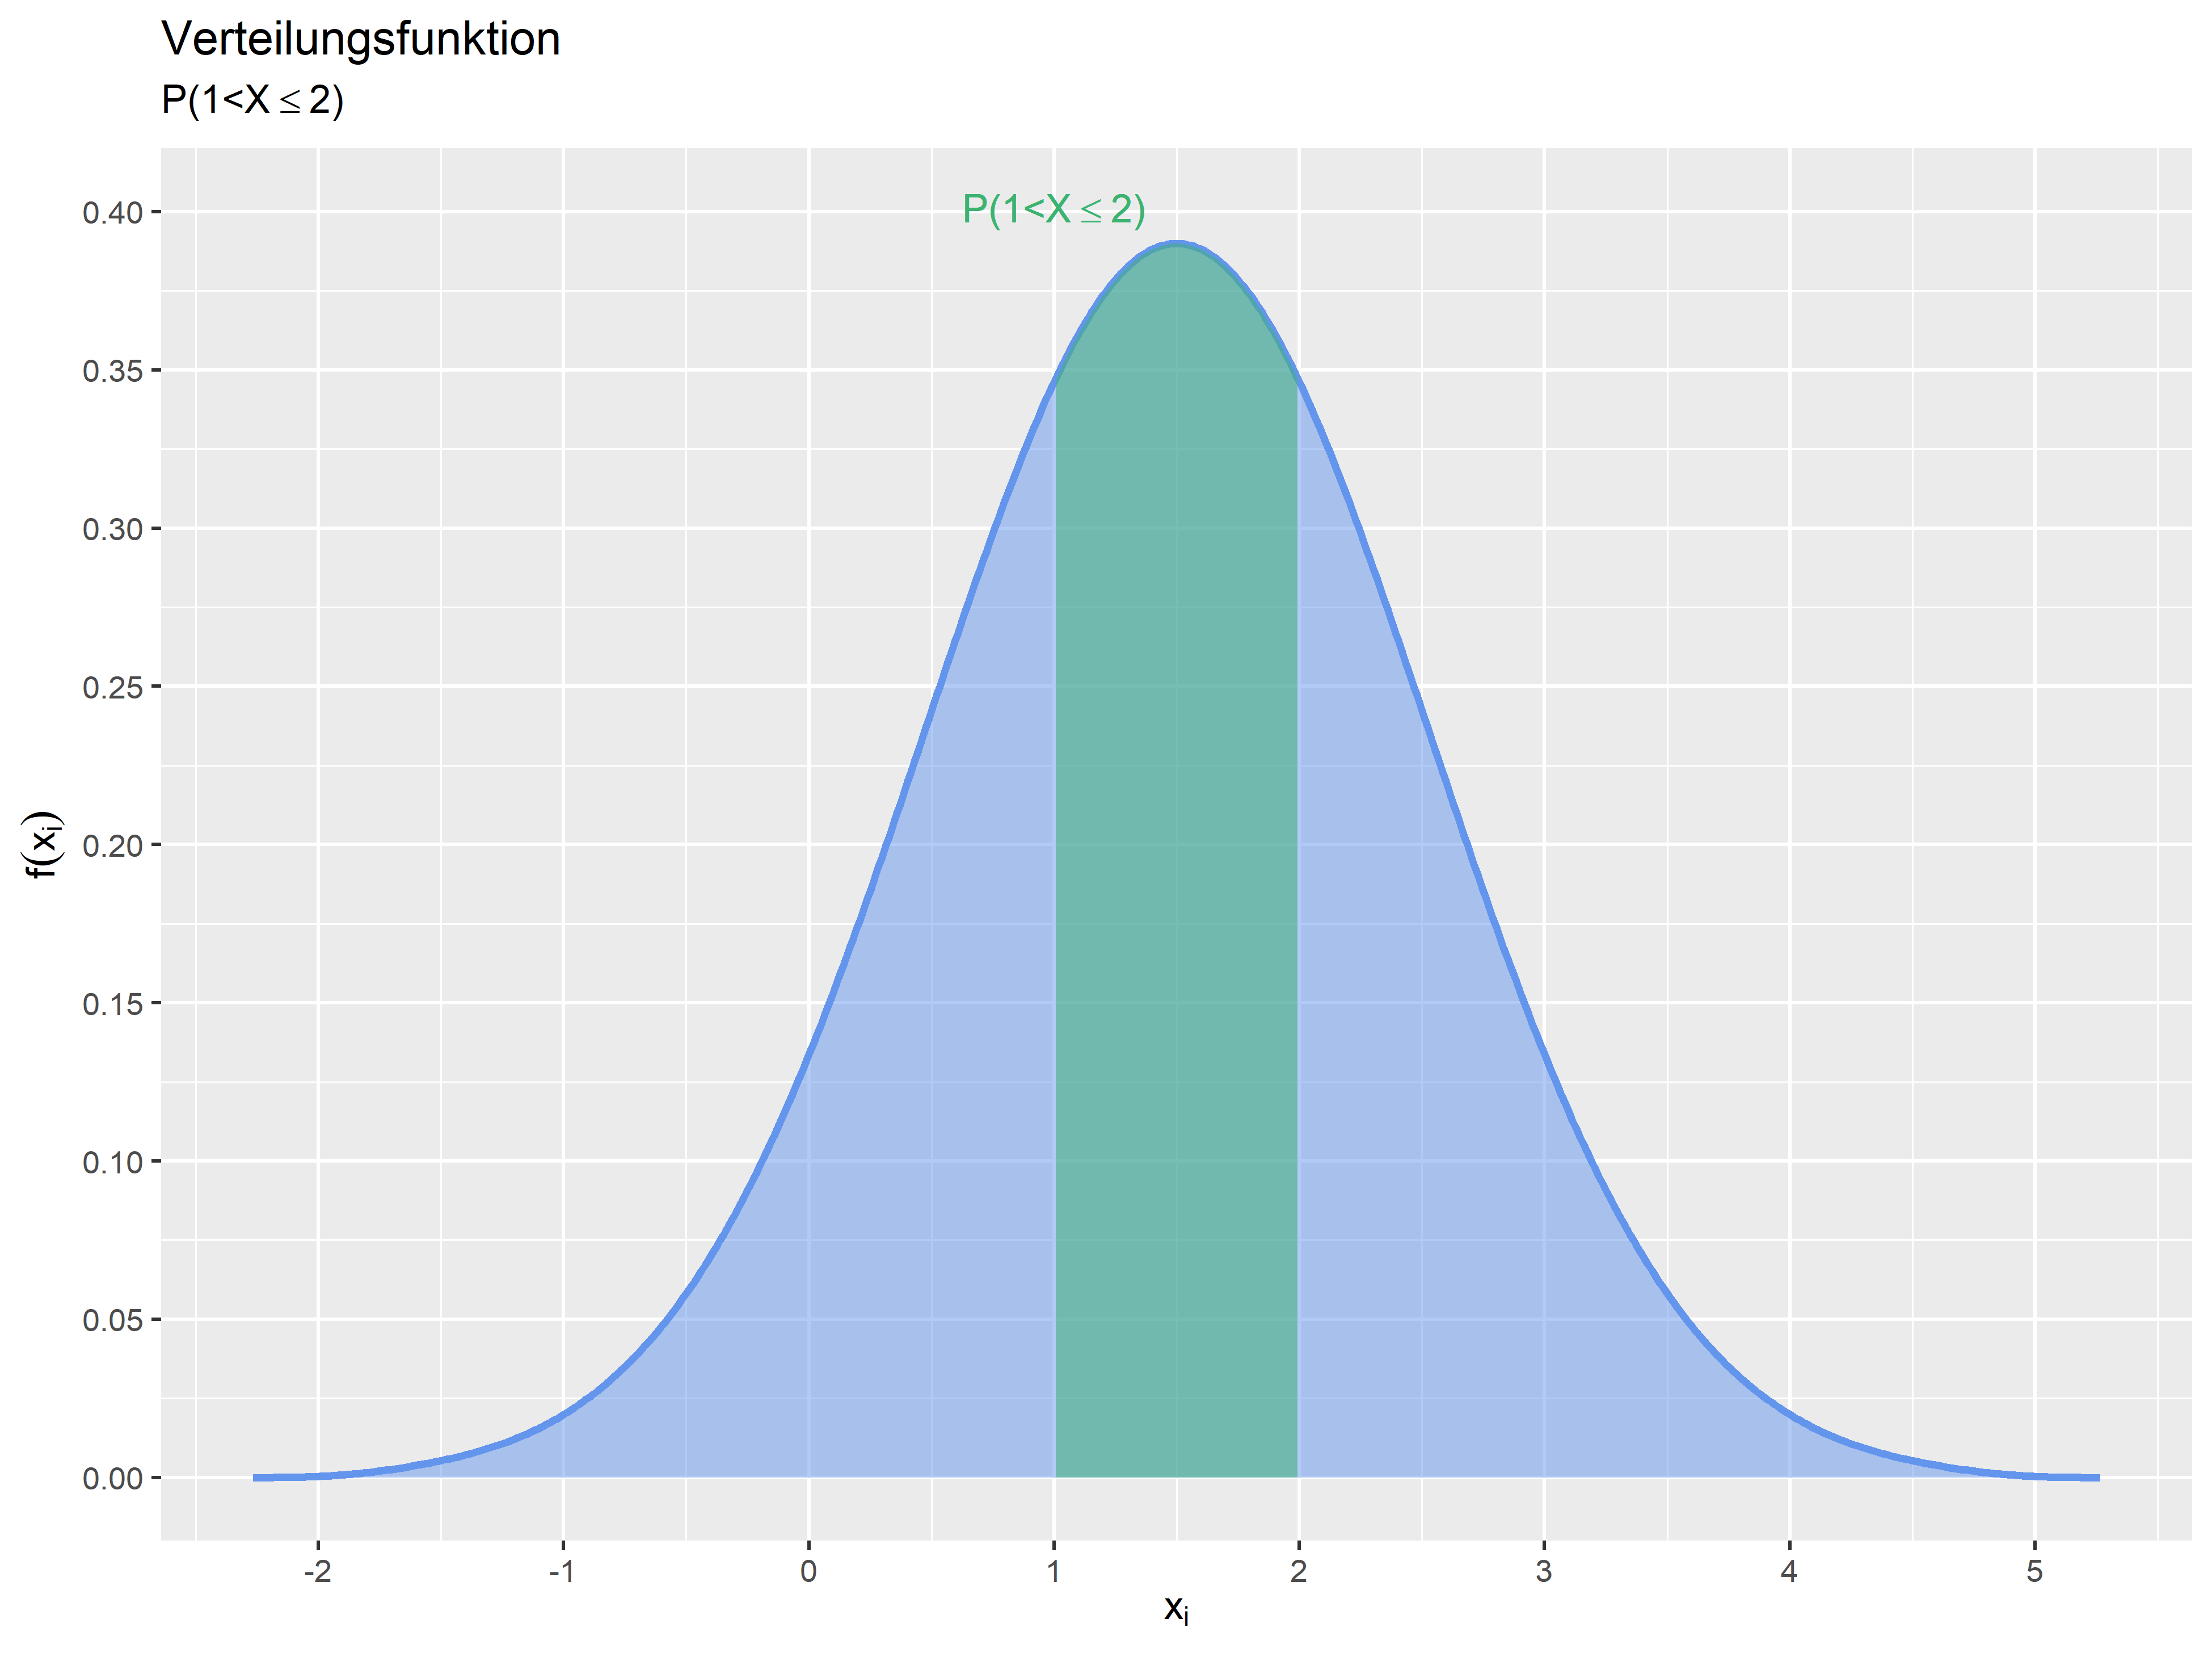 Verteilungsfunktion
P(1<X ≤ 2)
P(1<X ≤ 2)
0.40
0.35
0.30
0.25
0.20
0.15
0.10
0.05
0.00
f(xᵢ)
-2 -1 0 1 2 3 4 5
xᵢ